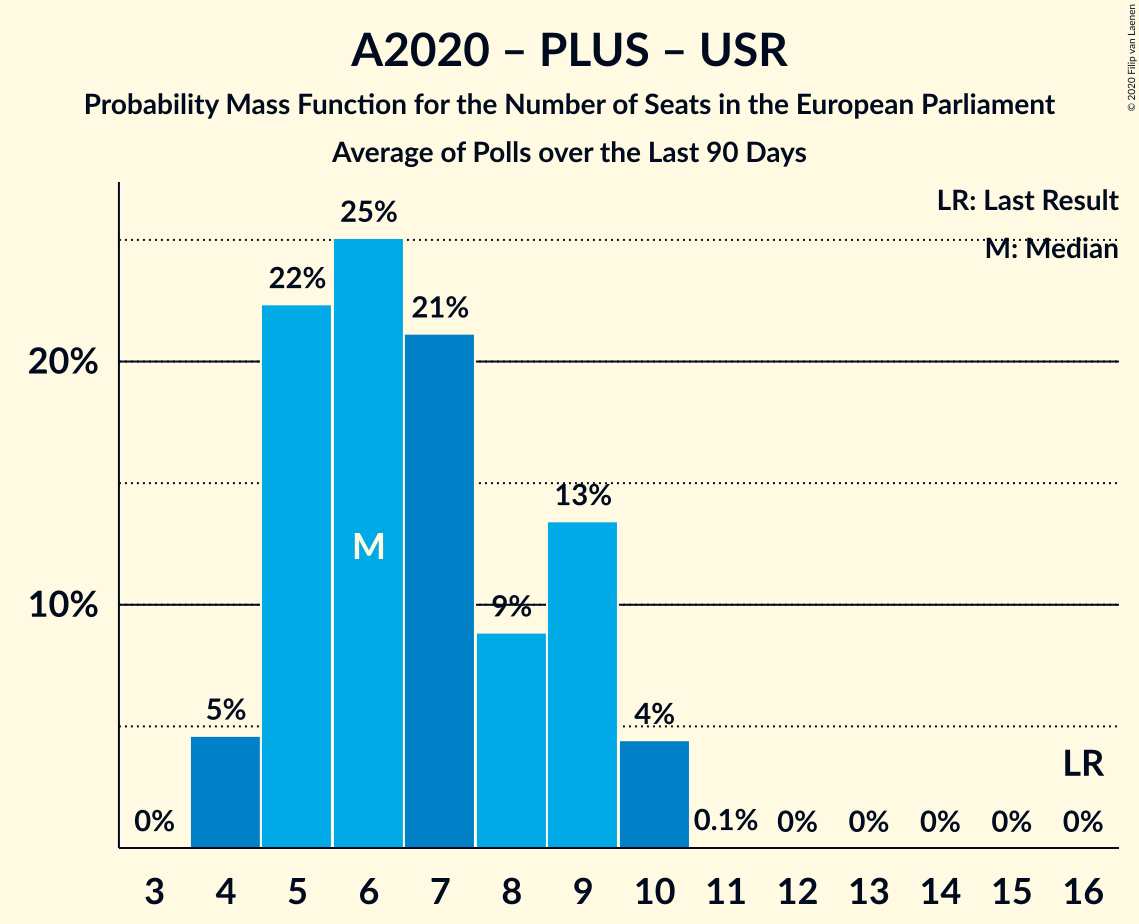 A2020 – PLUS – USR
Probability Mass Function for the Number of Seats in the European Parliament
Average of Polls over the Last 90 Days
© 2020 Filip van Laenen
LR: Last Result
M: Median
25%
22%
21%
20%
13%
M
10%
9%
5%
4%
LR
0% 0.1% 0% 0% 0% 0% 0%
3 4 5 6 7 8 9 10 11 12 13 14 15 16